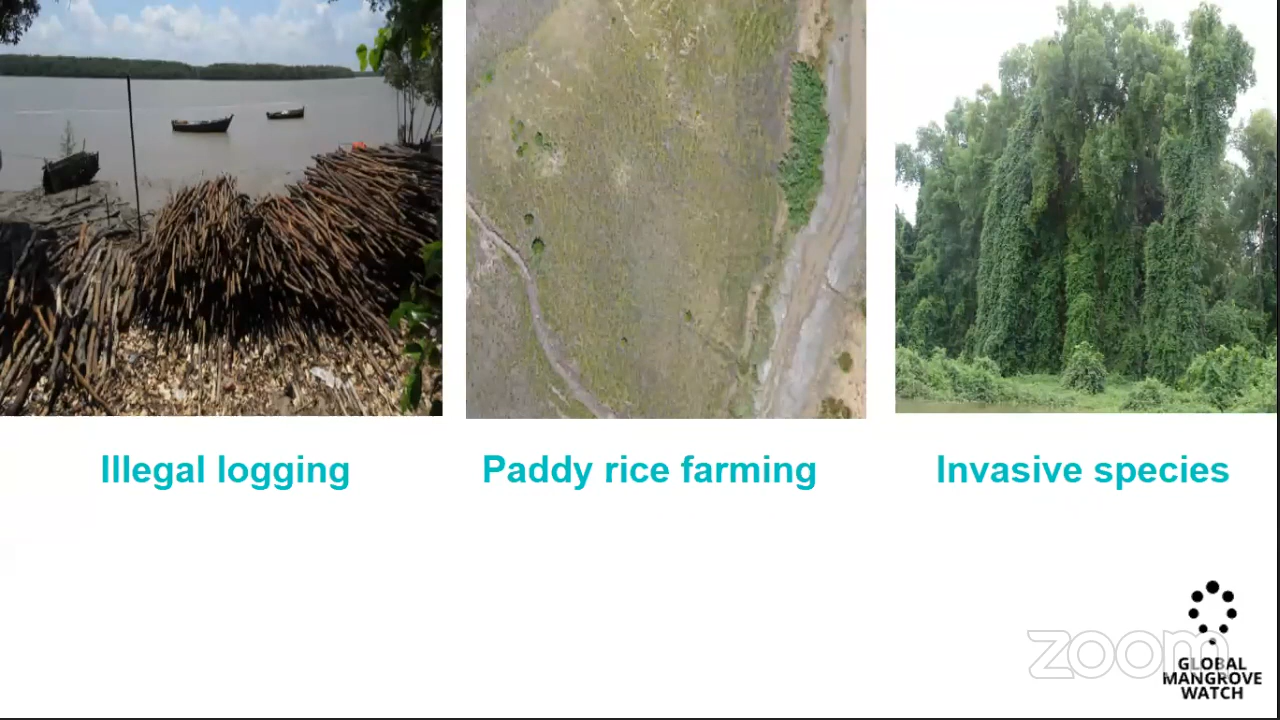 Illegal logging
Paddy rice farming
Invasive species
zoom
GLOBAL
MANGROVE
WATCH